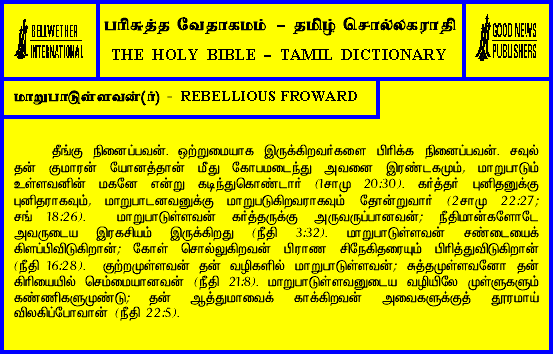 BELLWETHER
INTERNATIONAL
பரிசுத்த வேதாகமம் – தமிழ் சொல்லகராதி
THE HOLY BIBLE – TAMIL DICTIONARY
GOOD NEWS
PUBLISHERS
மாறுபாடுள்ளவன்(ர்) - REBELLIOUS FROWARD
தீங்கு நினைப்பவன். ஒற்றுமையாக இருக்கிறவர்களை பிரிக்க நினைப்பவன். சவுல்
தன் குமாரன் யோனத்தான் மீது கோபமடைந்து அவனை இரண்டகமும், மாறுபாடும்
உள்ளவனின் மகனே என்று கடிந்துகொண்டார் (1சாமு 20:30). கர்த்தர் புனிதனுக்கு
புனிதராகவும், மாறுபாடனவனுக்கு மாறுபடுகிறவராகவும் தோன்றுவார் (2சாமு 22:27;
சங் 18:26). மாறுபாடுள்ளவன் கர்த்தருக்கு அருவருப்பானவன்; நீதிமான்களோடே
அவருடைய இரகசியம் இருக்கிறது (நீதி 3:32). மாறுபாடுள்ளவன் சண்டையைக்
கிளப்பிவிடுகிறான்; கோள் சொல்லுகிறவன் பிராண சிநேகிதரையும் பிரித்துவிடுகிறான்
(நீதி 16:28). குற்றமுள்ளவன் தன் வழிகளில் மாறுபாடுள்ளவன்; சுத்தமுள்ளவனோ தன்
கிரியையில் செம்மையானவன் (நீதி 21:8). மாறுபாடுள்ளவனுடைய வழியிலே முள்ளுகளும்
கண்ணிகளுமுண்டு; தன் ஆத்துமாவைக் காக்கிறவன் அவைகளுக்குத் தூரமாய்
விலகிப்போவான் (நீதி 22:5).